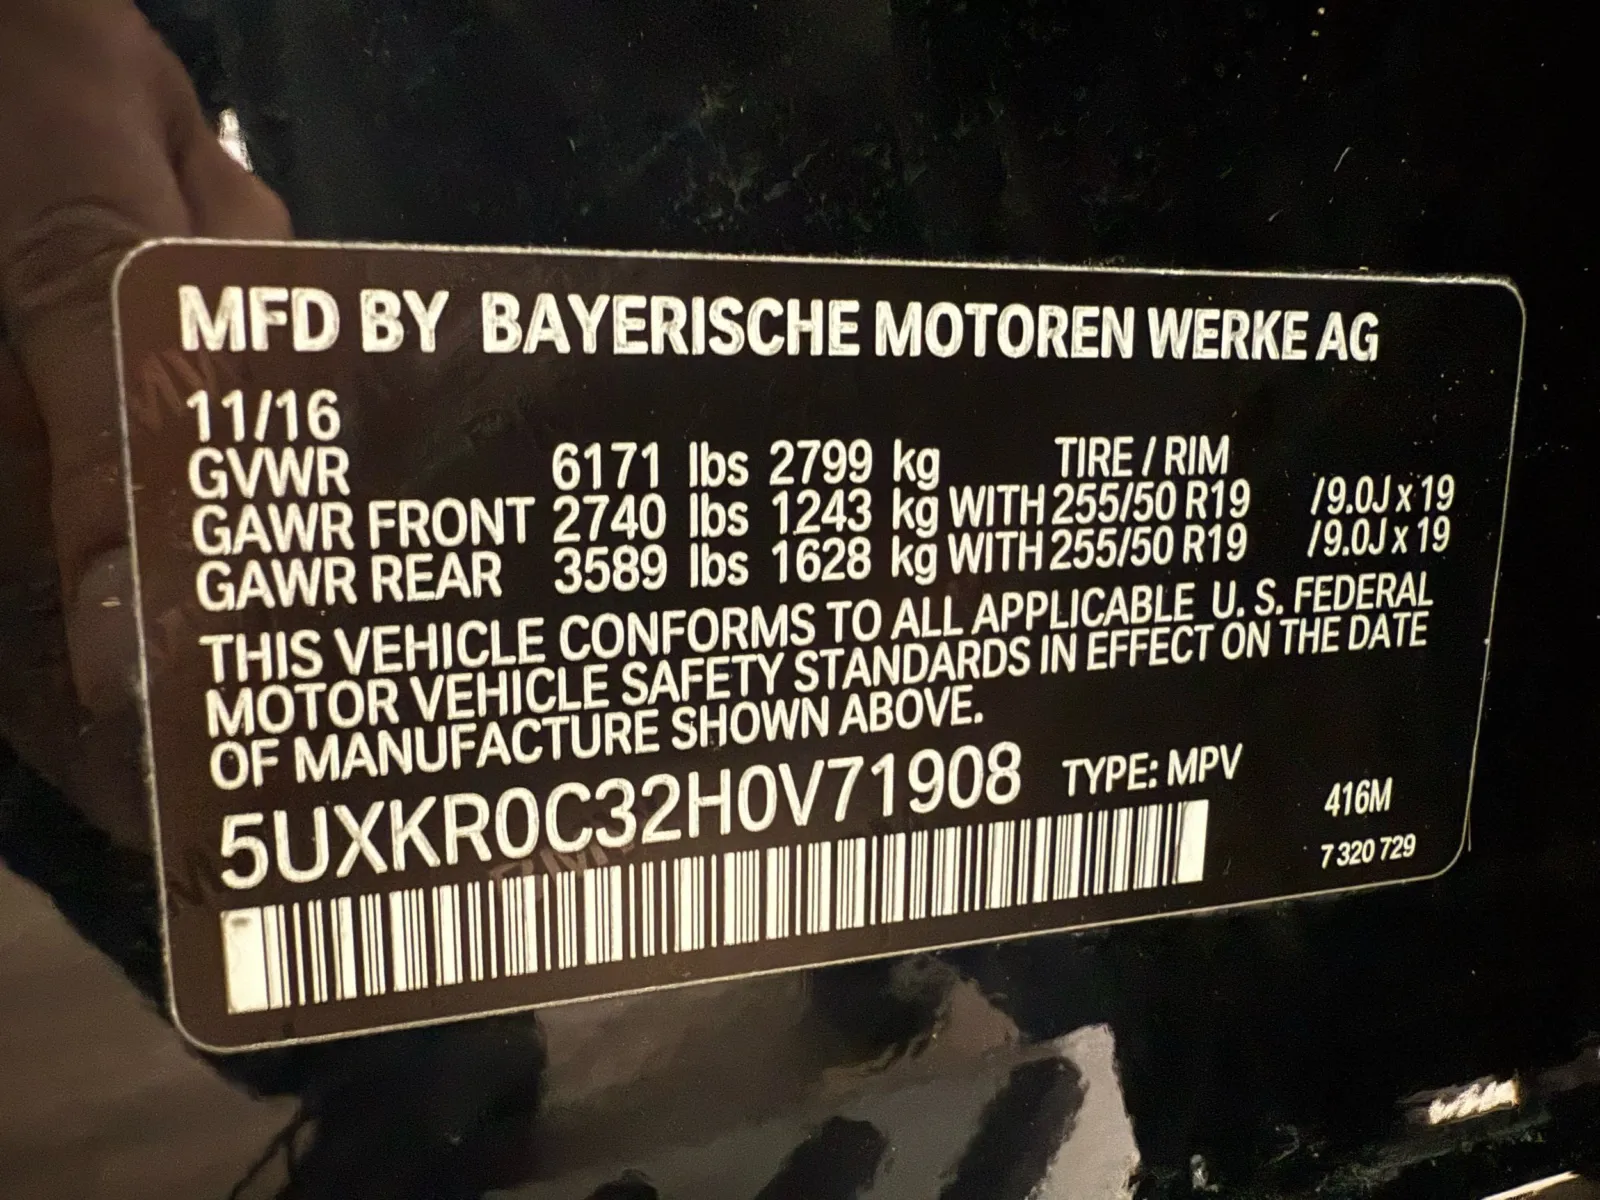 MFD BY BAYERISCHE MOTOREN WERKE AG
11/16
GVWR 6171 lbs 2799 kg TIRE / RIM
GAWR FRONT 2740 lbs 1243 kg WITH 255/50 R19 /9.0J x 19
GAWR REAR 3589 lbs 1628 kg WITH 255/50 R19 /9.0J x 19
THIS VEHICLE CONFORMS TO ALL APPLICABLE U. S. FEDERAL
MOTOR VEHICLE SAFETY STANDARDS IN EFFECT ON THE DATE
OF MANUFACTURE SHOWN ABOVE.
5UXKR0C32H0V71908 TYPE: MPV
416M
7 320 729